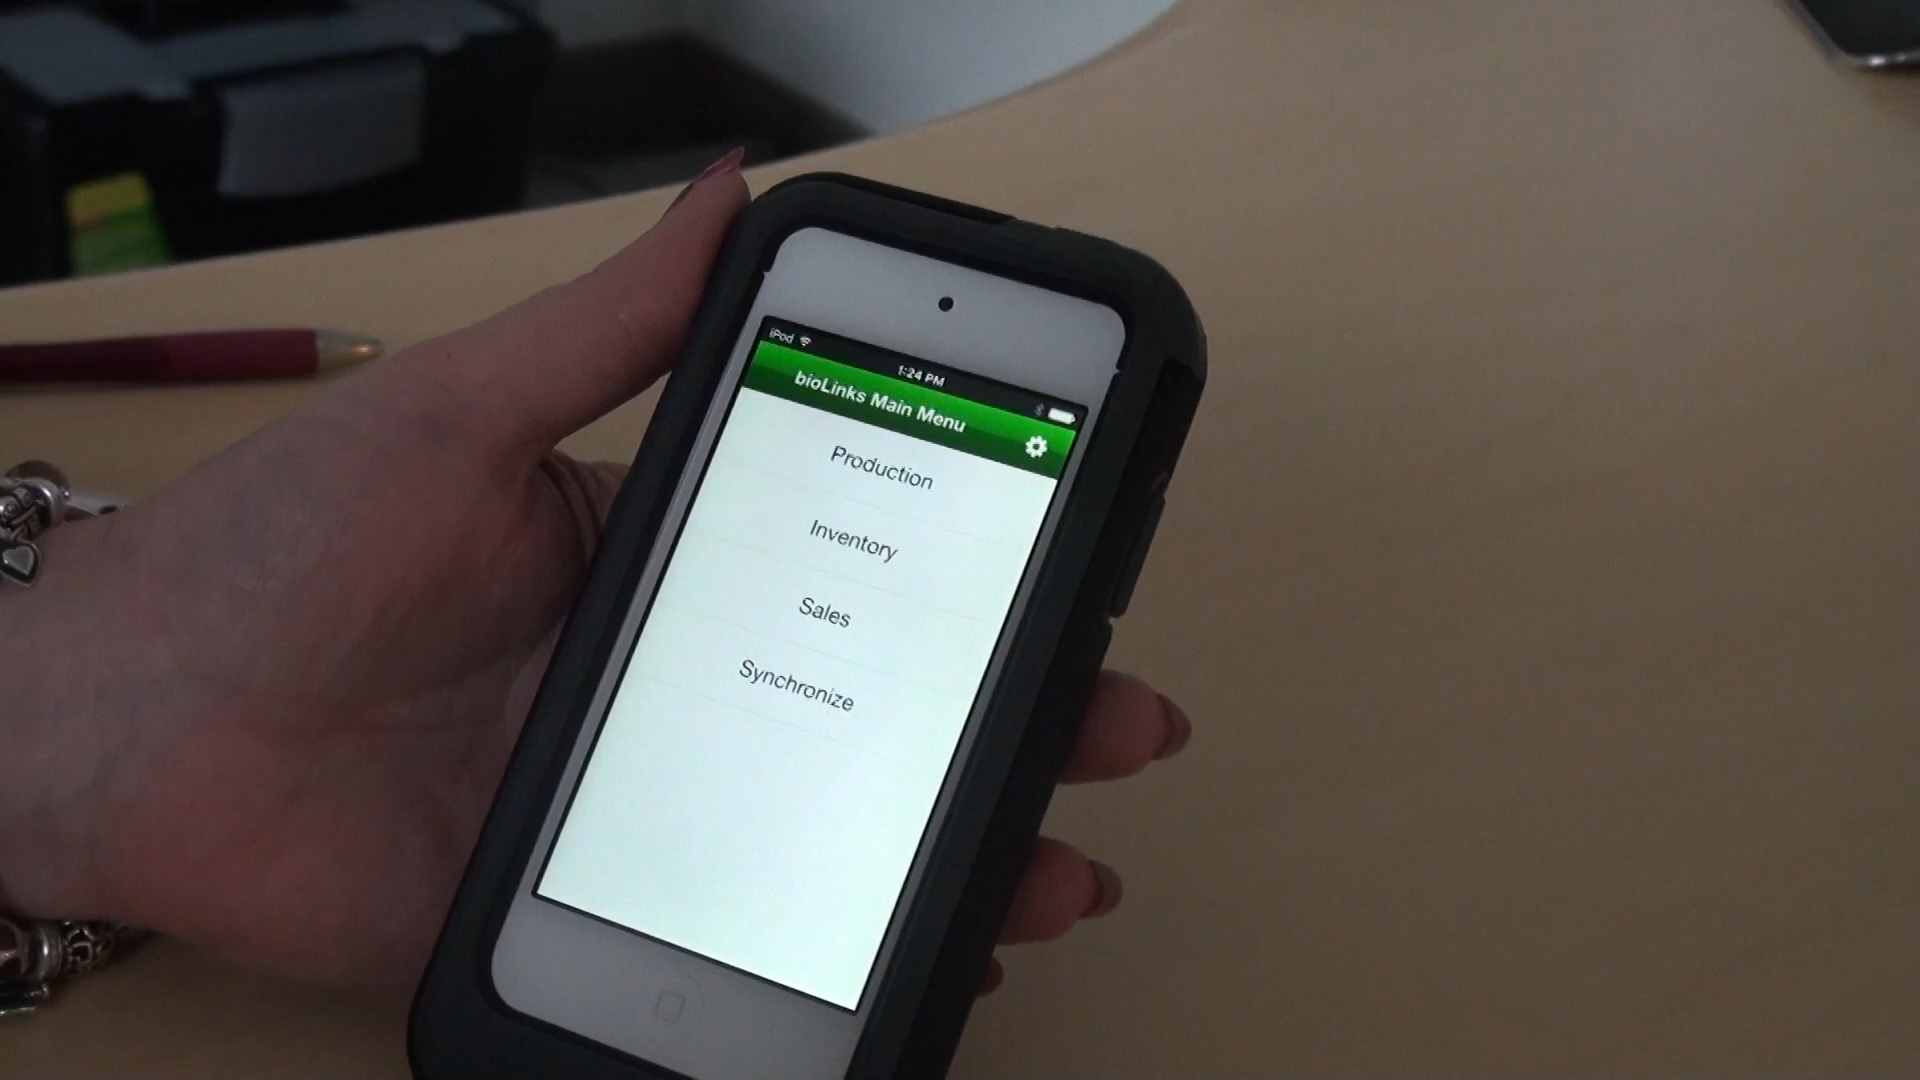 iPod
1:24 PM
bioLinks Main Menu
Production
Inventory
Sales
Synchronize